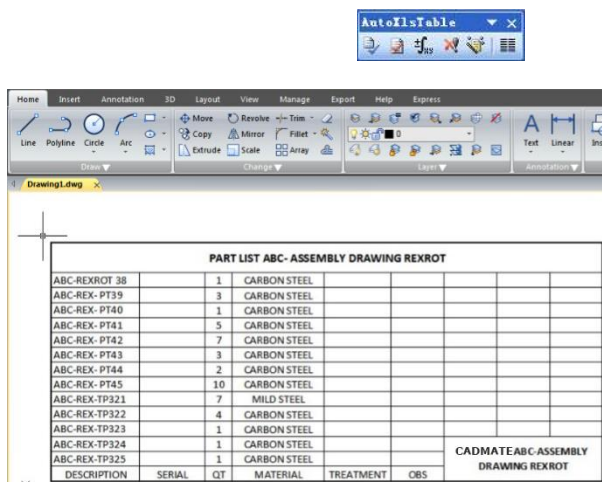 AutoXlsTable
Home Insert Annotation 3D Layout View Manage Export Help Express
Line Polyline Circle Arc
Move Revolve Trim
Copy Mirror Fillet
Extrude Scale Array
0
Text Linear
Draw Change Layer Annotation
Drawing1.dwg
PART LIST ABC- ASSEMBLY DRAWING REXROT
ABC-REXROT 38 1 CARBON STEEL
ABC-REX- PT39 3 CARBON STEEL
ABC-REX- PT40 1 CARBON STEEL
ABC-REX- PT41 5 CARBON STEEL
ABC-REX- PT42 7 CARBON STEEL
ABC-REX- PT43 3 CARBON STEEL
ABC-REX- PT44 2 CARBON STEEL
ABC-REX- PT45 10 CARBON STEEL
ABC-REX-TP321 7 MILD STEEL
ABC-REX-TP322 4 CARBON STEEL
ABC-REX-TP323 1 CARBON STEEL
ABC-REX-TP324 1 CARBON STEEL
ABC-REX-TP325 1 CARBON STEEL
CADMATEABC-ASSEMBLY
DRAWING REXROT
DESCRIPTION SERIAL QT MATERIAL TREATMENT OBS